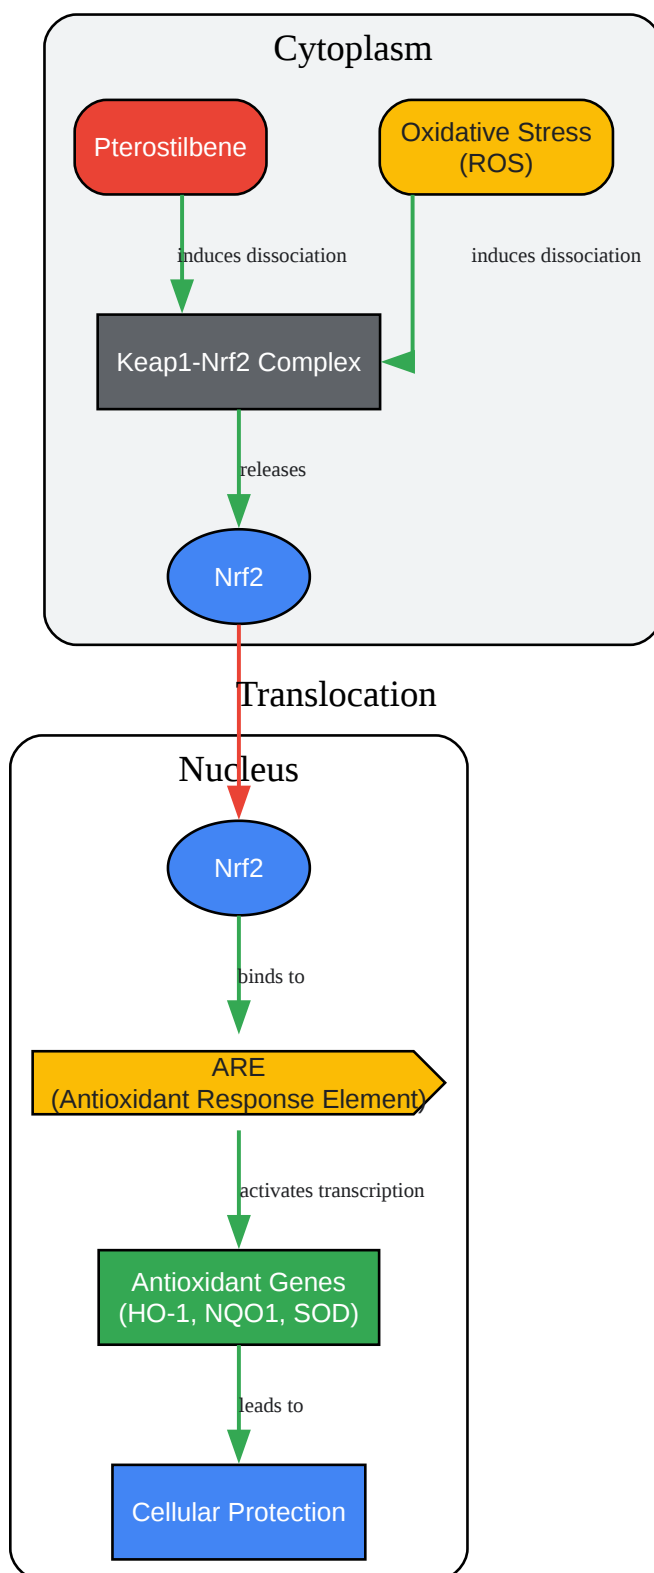 Cytoplasm
Pterostilbene
Oxidative Stress
(ROS)
induces dissociation
induces dissociation
Keap1-Nrf2 Complex
releases
Nrf2
Translocation
Nucleus
Nrf2
binds to
ARE
(Antioxidant Response Element)
activates transcription
Antioxidant Genes
(HO-1, NQO1, SOD)
leads to
Cellular Protection